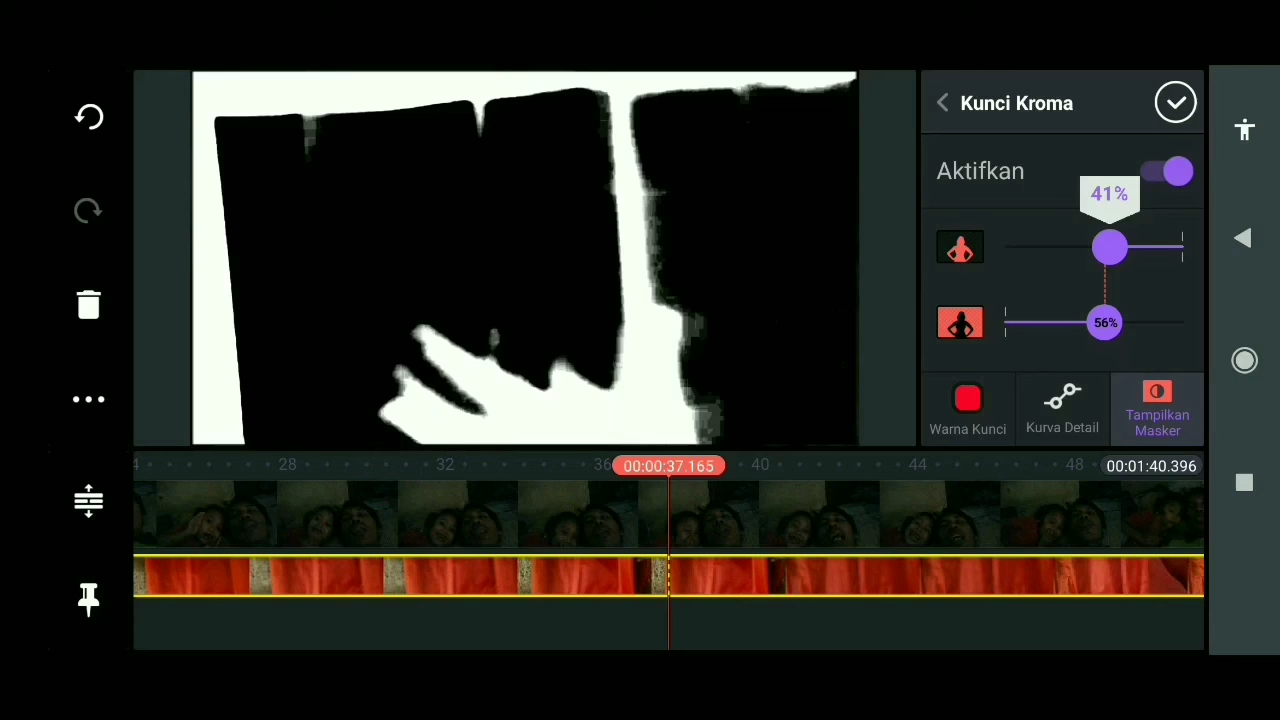 Kunci Kroma
Aktifkan
41%
56%
Warna Kunci
Kurva Detail
Tampilkan
Masker
4
28
32
36
00:00:37.165
40
44
48
00:01:40.396